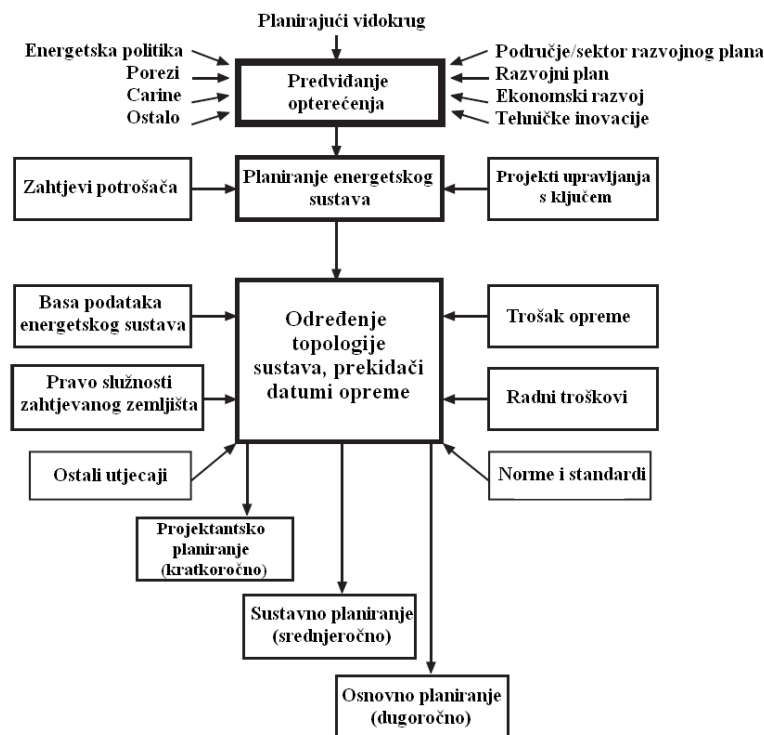 Planirajući vidokrug
Energetska politika
Porezi
Carine
Ostalo
Predviđanje
opterećenja
Područje/sektor razvojnog plana
Razvojni plan
Ekonomski razvoj
Tehničke inovacije
Zahtjevi potrošača
Planiranje energetskog
sustava
Projekti upravljanja
s ključem
Basa podataka
energetskog sustava
Određenje
topologije
sustava, prekidači
datumi opreme
Trošak opreme
Pravo služnosti
zahtjevanog zemljišta
Radni troškovi
Ostali utjecaji
Norme i standardi
Projektantsko
planiranje
(kratkoročno)
Sustavno planiranje
(srednjeročno)
Osnovno planiranje
(dugoročno)